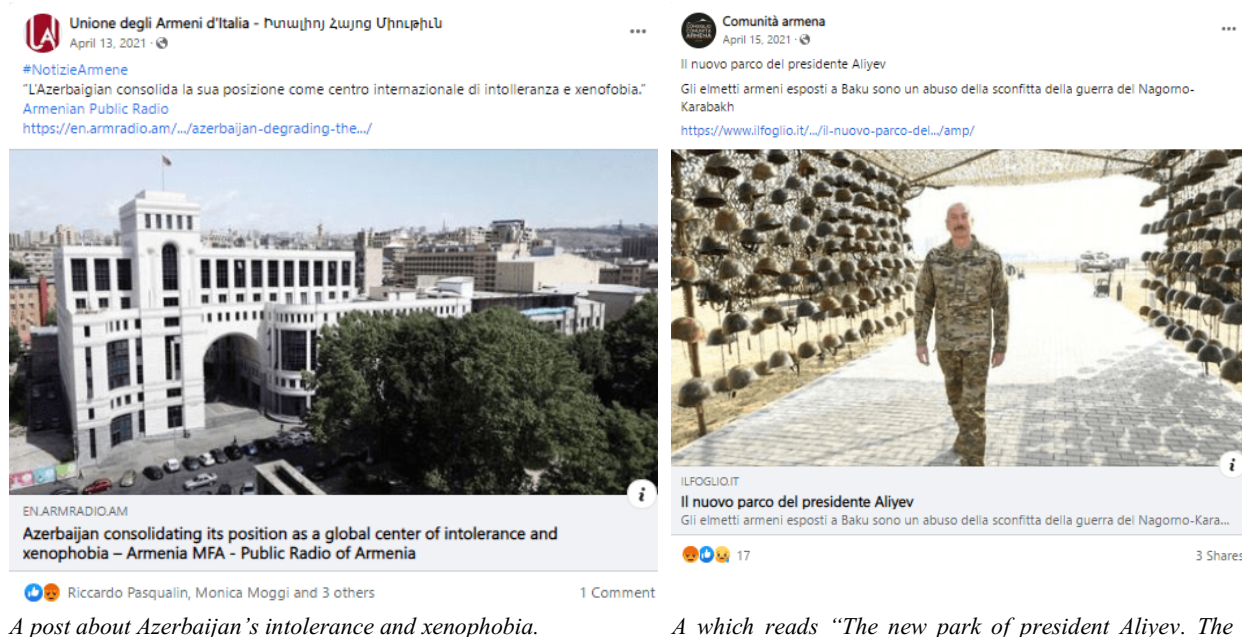 Unione degli Armeni d'Italia - Իտալիոյ Հայոց Միութիւն
April 13, 2021 ·
#NotizieArmene
"L'Azerbaigian consolida la sua posizione come centro internazionale di intolleranza e xenofobia."
Armenian Public Radio
https://en.armradio.am/.../azerbaijan-degrading-the.../
EN.ARMRADIO.AM
Azerbaijan consolidating its position as a global center of intolerance and
xenophobia – Armenia MFA - Public Radio of Armenia
Riccardo Pasqualin, Monica Moggi and 3 others
1 Comment
A post about Azerbaijan's intolerance and xenophobia.
COMUNITÀ
ARMENA
Comunità armena
April 15, 2021 ·
Il nuovo parco del presidente Aliyev
Gli elmetti armeni esposti a Baku sono un abuso della sconfitta della guerra del Nagorno-
Karabakh
https://www.ilfoglio.it/.../il-nuovo-parco-del.../amp/
ILFOGLIO.IT
Il nuovo parco del presidente Aliyev
Gli elmetti armeni esposti a Baku sono un abuso della sconfitta della guerra del Nagorno-Kara...
17
3 Shares
A which reads "The new park of president Aliyev. The